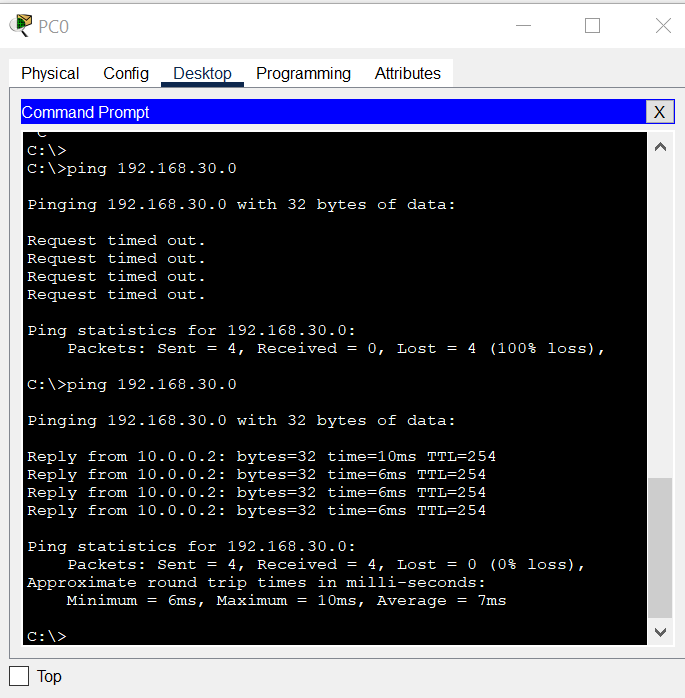 PC0
Physical Config Desktop Programming Attributes
Command Prompt X
C:\>
C:\>ping 192.168.30.0
Pinging 192.168.30.0 with 32 bytes of data:
Request timed out.
Request timed out.
Request timed out.
Request timed out.
Ping statistics for 192.168.30.0:
Packets: Sent = 4, Received = 0, Lost = 4 (100% loss),
C:\>ping 192.168.30.0
Pinging 192.168.30.0 with 32 bytes of data:
Reply from 10.0.0.2: bytes=32 time=10ms TTL=254
Reply from 10.0.0.2: bytes=32 time=6ms TTL=254
Reply from 10.0.0.2: bytes=32 time=6ms TTL=254
Reply from 10.0.0.2: bytes=32 time=6ms TTL=254
Ping statistics for 192.168.30.0:
Packets: Sent = 4, Received = 4, Lost = 0 (0% loss),
Approximate round trip times in milli-seconds:
Minimum = 6ms, Maximum = 10ms, Average = 7ms
C:\>
Top